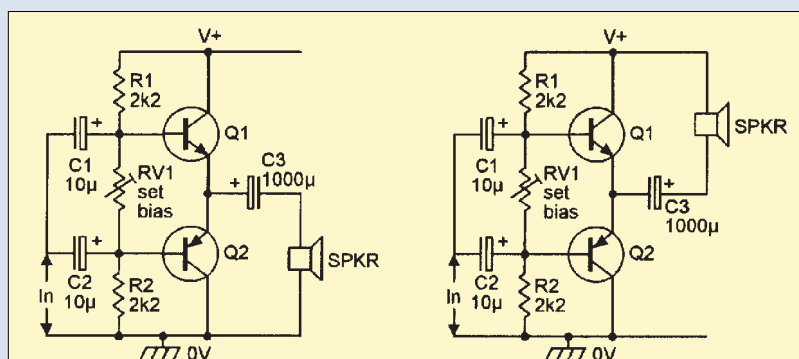 V+
R1
2k2
+
Q1
C1
10µ
RV1
set
bias
+
C3
1000µ
+
Q2
SPKR
In
C2
10µ
R2
2k2
0V
V+
R1
2k2
SPKR
+
Q1
C1
10µ
RV1
set
bias
+
C3
1000µ
+
Q2
In
C2
10µ
R2
2k2
0V